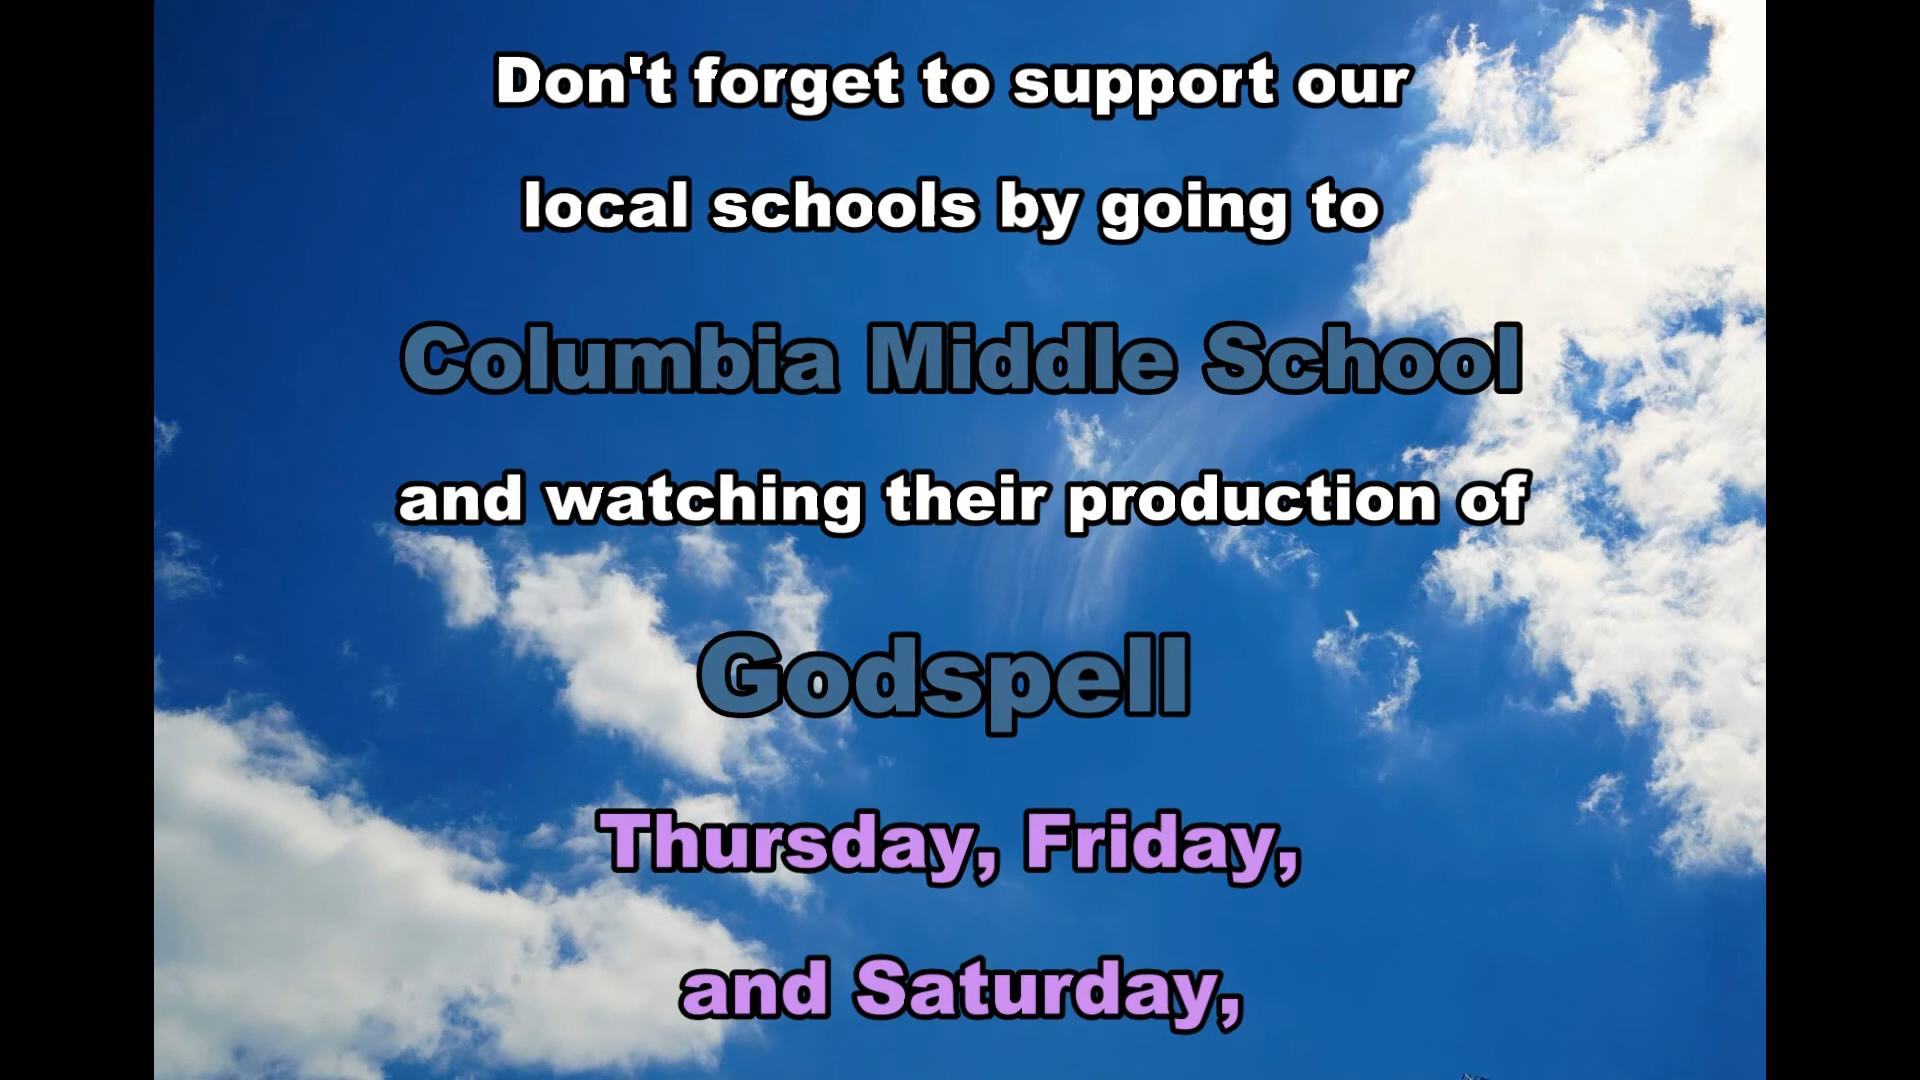 Don't forget to support our
local schools by going to
Columbia Middle School
and watching their production of
Godspell
Thursday, Friday,
and Saturday,